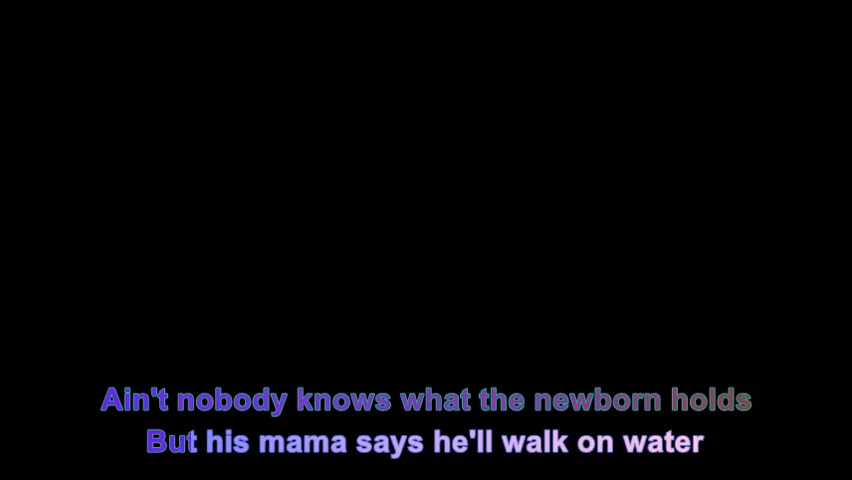 Ain't nobody knows what the newborn holds
But his mama says he'll walk on water